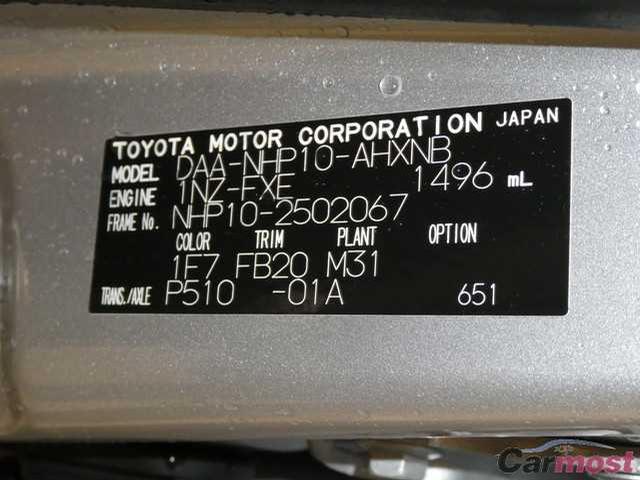 TOYOTA MOTOR CORPORATION JAPAN
MODEL DAA-NHP10-AHXNB
ENGINE 1NZ-FXE 1496 mL
FRAME No. NHP10-2502067
COLOR TRIM PLANT OPTION
1F7 FB20 M31
TRANS./AXLE P510 -01A 651
Carmost